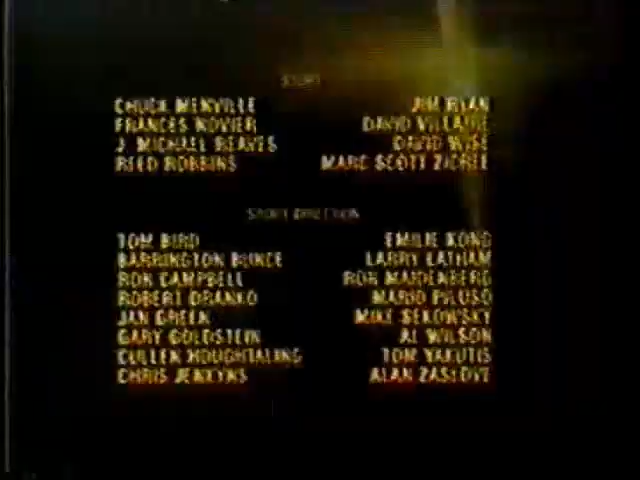 STORY
CHUCK MENVILLE JIM RYAN
FRANCES NOVIER DAVID VILLAIRE
J. MICHAEL REAVES DAVID WISE
REED ROBBINS MARC SCOTT ZICREE
STORY DIRECTION
TOM BIRD EMILIE KONG
BARRINGTON BUNCE LARRY LATHAM
RON CAMPBELL RON MAIDENBERG
ROBERT DRANKO MARIO PILUSO
JAN GREEN MIKE SEKOWSKY
GARY GOLDSTEIN AL WILSON
CULLEN HOUGHTALING TOM YAKUTIS
CHRIS JENKYNS ALAN ZASLOVE